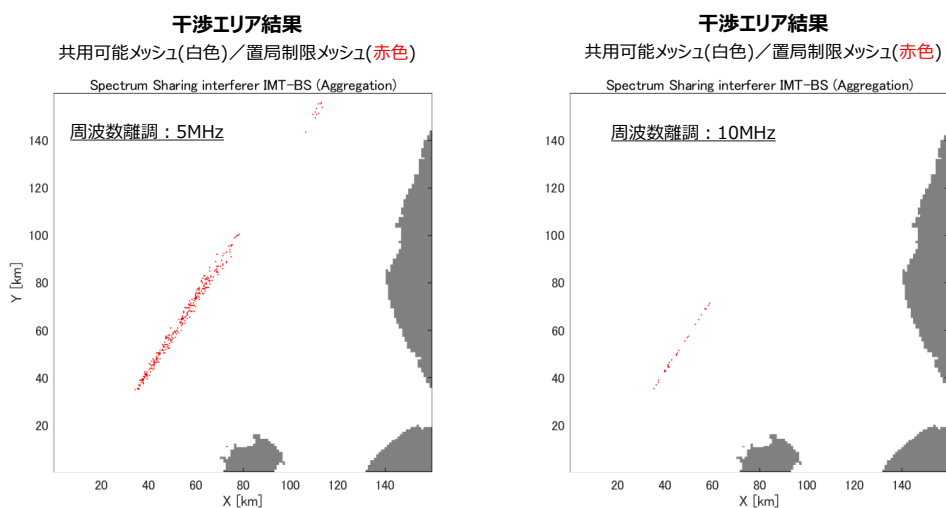 干渉エリア結果
共用可能メッシュ(白色)／置局制限メッシュ(赤色)
Spectrum Sharing interferer IMT-BS (Aggregation)
周波数離調：5MHz
140
120
100
80
60
40
20
Y [km]
20 40 60 80 100 120 140
X [km]
干渉エリア結果
共用可能メッシュ(白色)／置局制限メッシュ(赤色)
Spectrum Sharing interferer IMT-BS (Aggregation)
周波数離調：10MHz
140
120
100
80
60
40
20
20 40 60 80 100 120 140
X [km]